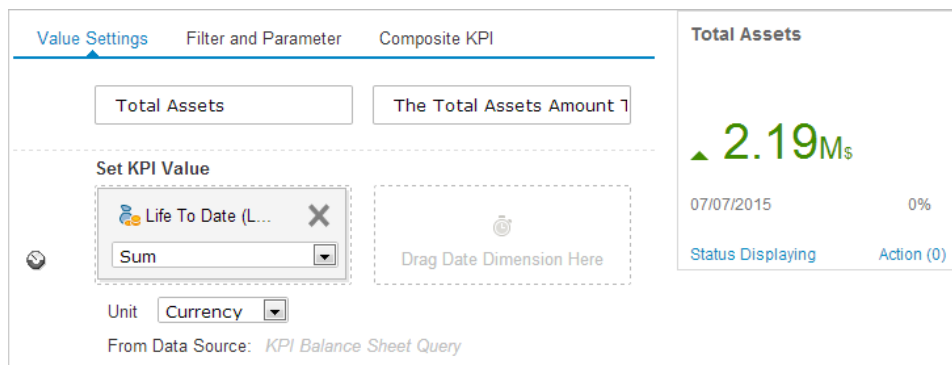 Value Settings Filter and Parameter Composite KPI
Total Assets The Total Assets Amount T
Set KPI Value
Life To Date (L...
Sum
Drag Date Dimension Here
Unit Currency
From Data Source: KPI Balance Sheet Query
Total Assets
2.19M$
07/07/2015 0%
Status Displaying Action (0)